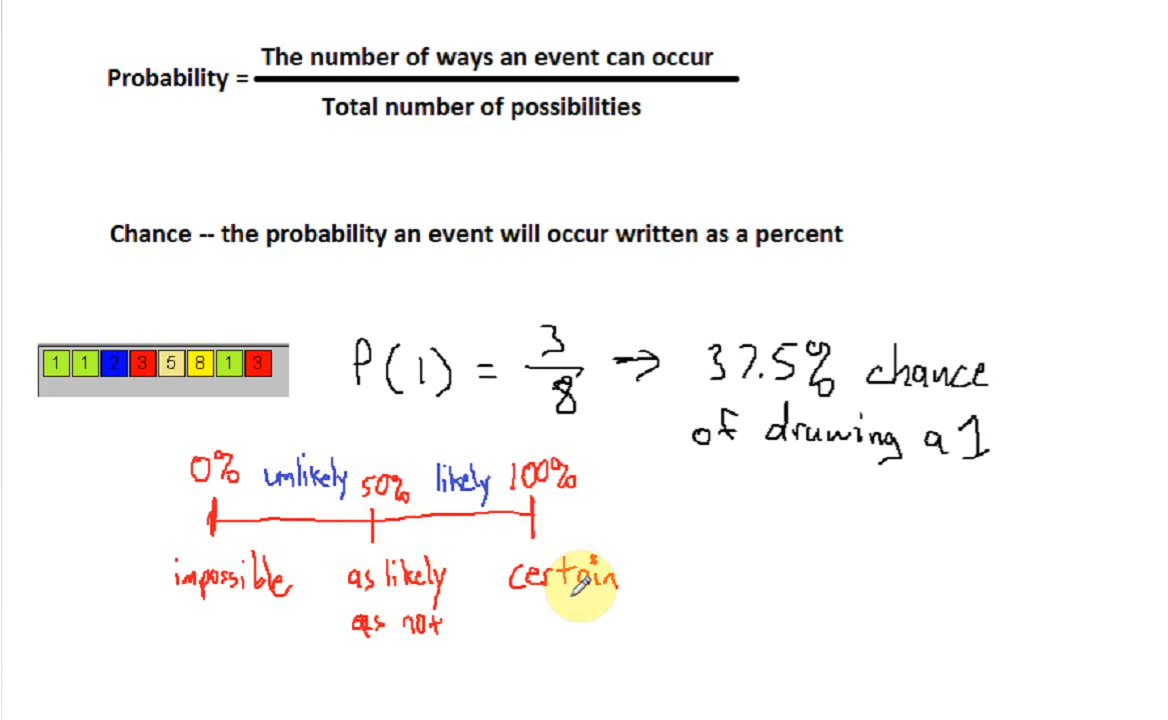 The number of ways an event can occur
Probability =
Total number of possibilities
Chance -- the probability an event will occur written as a percent
1 1 2 3 5 8 1 3
P(1) = 3/8 → 37.5% chance
of drawing a 1
0% unlikely 50% likely 100%
impossible as likely certain
as not